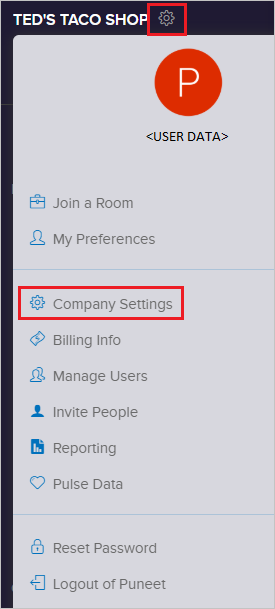 TED'S TACO SHOP
P
<USER DATA>
Join a Room
My Preferences
Company Settings
Billing Info
Manage Users
Invite People
Reporting
Pulse Data
Reset Password
Logout of Puneet